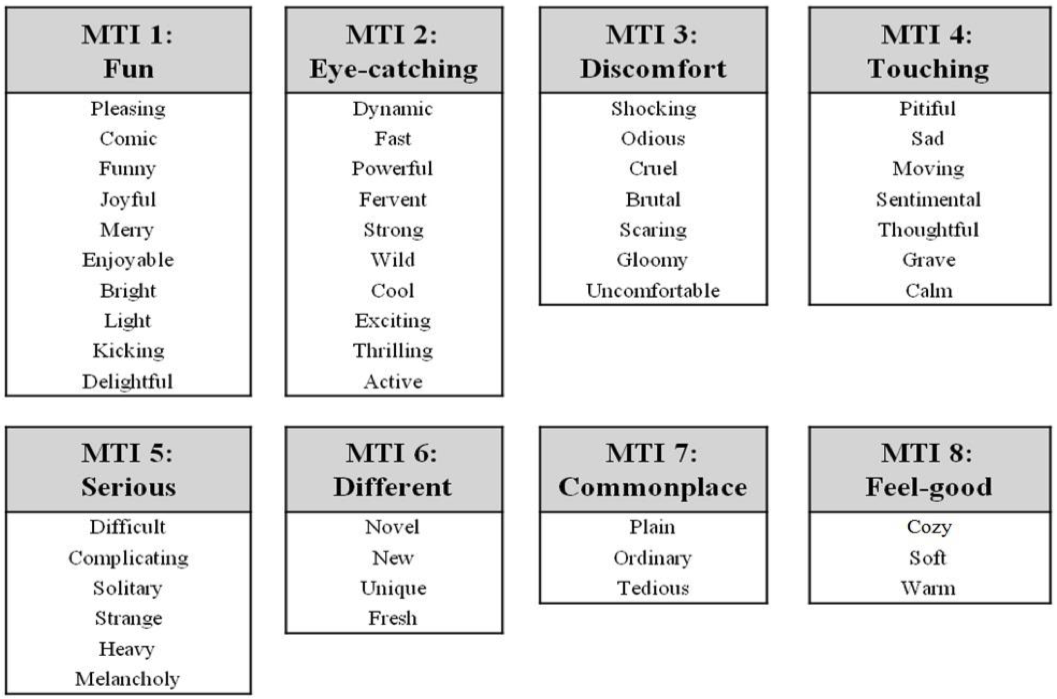 MTI 1:
Fun
Pleasing
Comic
Funny
Joyful
Merry
Enjoyable
Bright
Light
Kicking
Delightful
MTI 2:
Eye-catching
Dynamic
Fast
Powerful
Fervent
Strong
Wild
Cool
Exciting
Thrilling
Active
MTI 3:
Discomfort
Shocking
Odious
Cruel
Brutal
Scaring
Gloomy
Uncomfortable
MTI 4:
Touching
Pitiful
Sad
Moving
Sentimental
Thoughtful
Grave
Calm
MTI 5:
Serious
Difficult
Complicating
Solitary
Strange
Heavy
Melancholy
MTI 6:
Different
Novel
New
Unique
Fresh
MTI 7:
Commonplace
Plain
Ordinary
Tedious
MTI 8:
Feel-good
Cozy
Soft
Warm